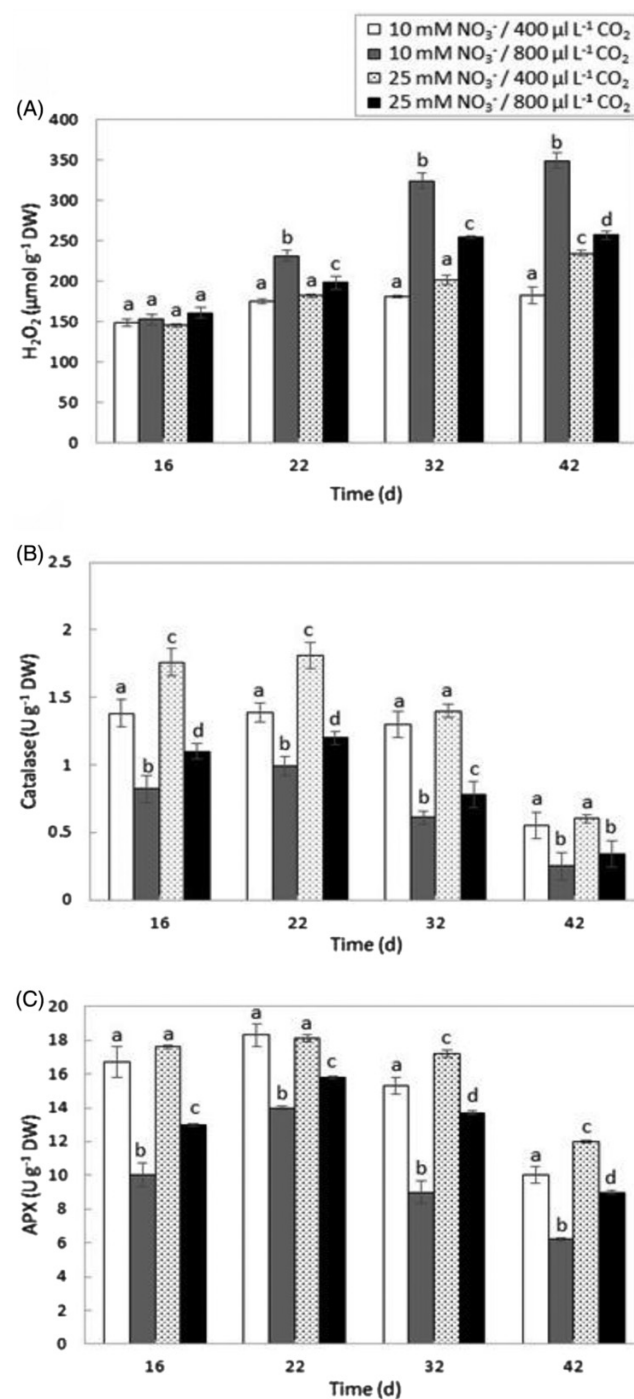 10 mM NO₃⁻ / 400 µl L⁻¹ CO₂
10 mM NO₃⁻ / 800 µl L⁻¹ CO₂
25 mM NO₃⁻ / 400 µl L⁻¹ CO₂
25 mM NO₃⁻ / 800 µl L⁻¹ CO₂
(A)
H₂O₂ (µmol g⁻¹ DW)
400
350
300
250
200
150
100
50
0
a a a a
a b a c
a b a c
a b c d
16 22 32 42
Time (d)
(B)
Catalase (U g⁻¹ DW)
2.5
2
1.5
1
0.5
0
a b c d
a b c d
a b a c
a b a b
16 22 32 42
Time (d)
(C)
APX (U g⁻¹ DW)
20
18
16
14
12
10
8
6
4
2
0
a b a c
a b a c
a b c d
a b c d
16 22 32 42
Time (d)